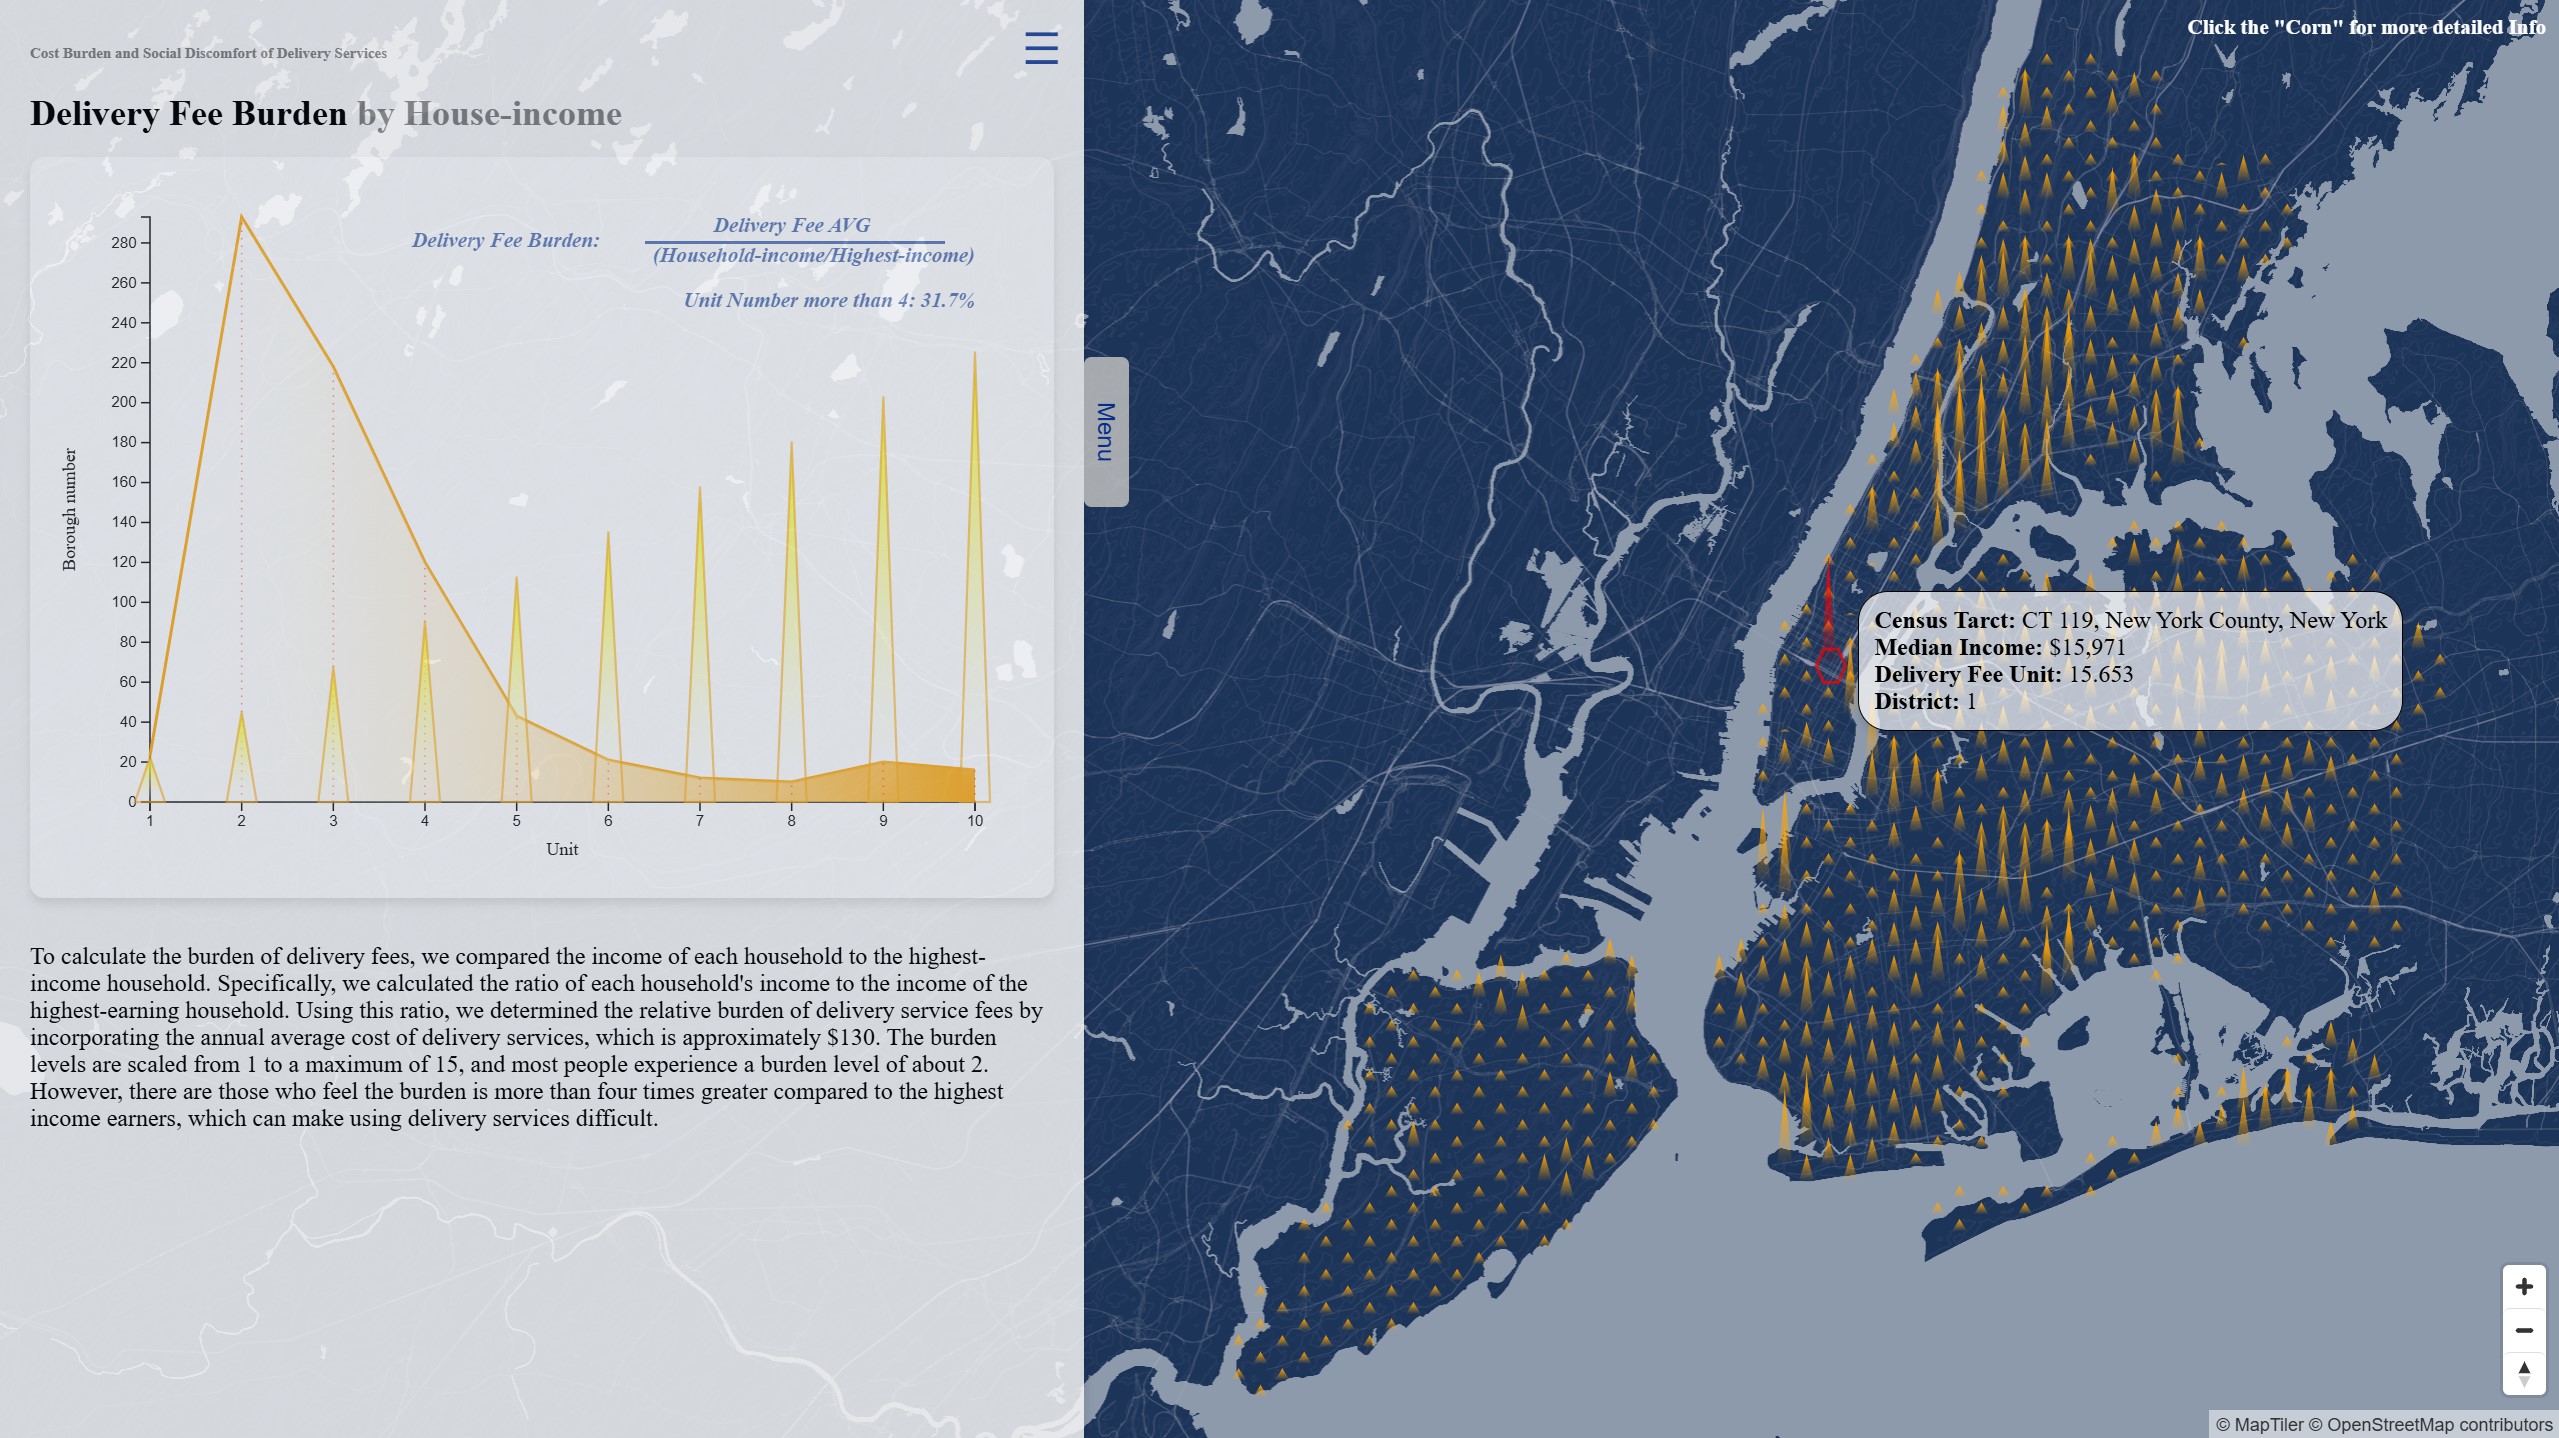 Cost Burden and Social Discomfort of Delivery Services
☰
Delivery Fee Burden by House-income
Delivery Fee Burden:
Delivery Fee AVG
(Household-income/Highest-income)
Unit Number more than 4: 31.7%
Borough number
280
260
240
220
200
180
160
140
120
100
80
60
40
20
0
1 2 3 4 5 6 7 8 9 10
Unit
To calculate the burden of delivery fees, we compared the income of each household to the highest-
income household. Specifically, we calculated the ratio of each household's income to the income of the
highest-earning household. Using this ratio, we determined the relative burden of delivery service fees by
incorporating the annual average cost of delivery services, which is approximately $130. The burden
levels are scaled from 1 to a maximum of 15, and most people experience a burden level of about 2.
However, there are those who feel the burden is more than four times greater compared to the highest
income earners, which can make using delivery services difficult.
Menu
Click the "Corn" for more detailed Info
Census Tarct: CT 119, New York County, New York
Median Income: $15,971
Delivery Fee Unit: 15.653
District: 1
© MapTiler © OpenStreetMap contributors